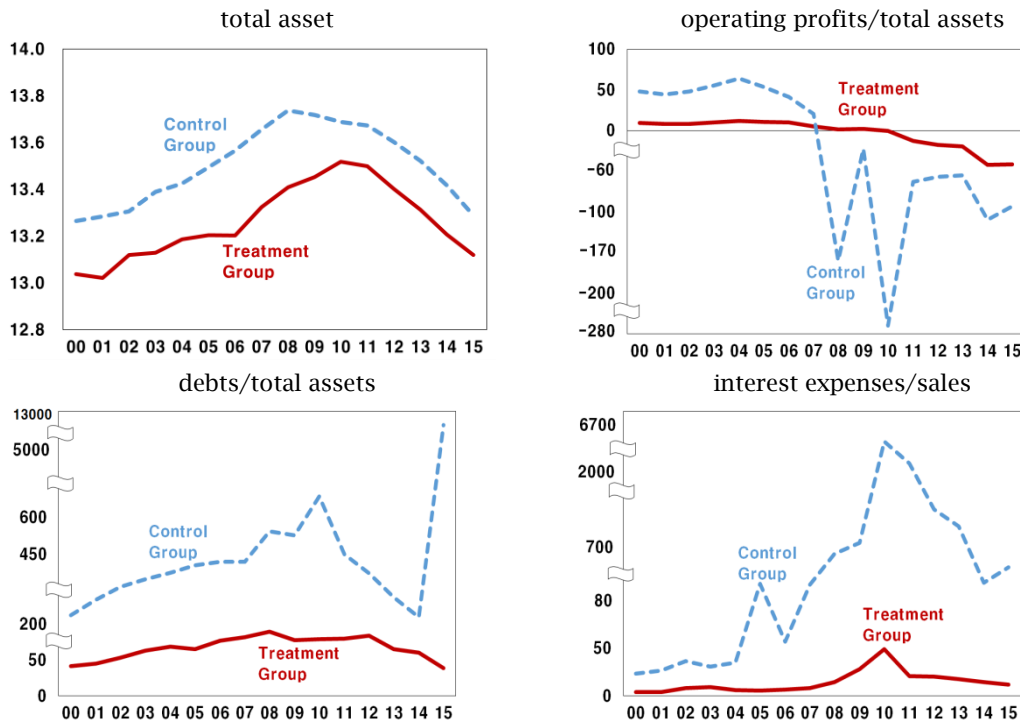 total asset
14.0
13.8
13.6
13.4
13.2
13.0
12.8
Control
Group
Treatment
Group
00 01 02 03 04 05 06 07 08 09 10 11 12 13 14 15
operating profits/total assets
100
50
0
-60
-100
-170
-200
-280
Treatment
Group
Control
Group
00 01 02 03 04 05 06 07 08 09 10 11 12 13 14 15
debts/total assets
13000
5000
600
450
200
50
0
Control
Group
Treatment
Group
00 01 02 03 04 05 06 07 08 09 10 11 12 13 14 15
interest expenses/sales
6700
2000
700
80
50
0
Control
Group
Treatment
Group
00 01 02 03 04 05 06 07 08 09 10 11 12 13 14 15